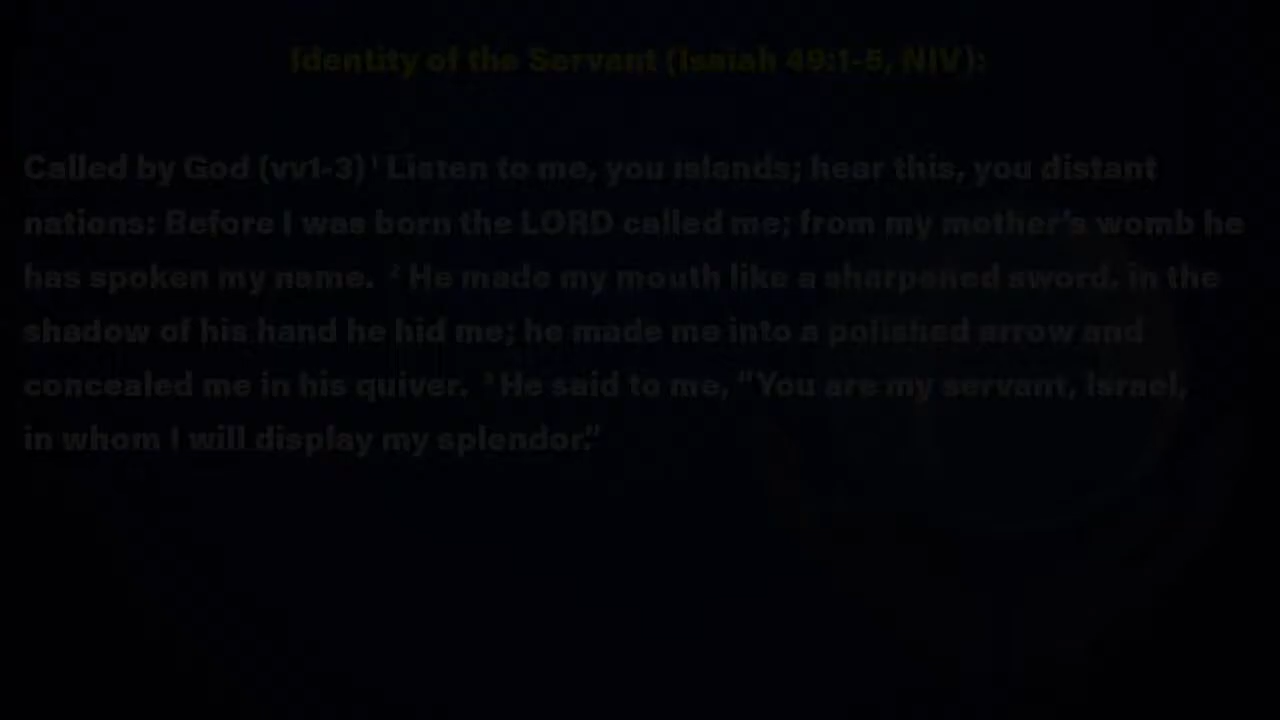 Identity of the Servant (Isaiah 49:1-5, NIV):
Called by God (vv1-3) ¹ Listen to me, you islands; hear this, you distant
nations: Before I was born the LORD called me; from my mother's womb he
has spoken my name. ² He made my mouth like a sharpened sword, in the
shadow of his hand he hid me; he made me into a polished arrow and
concealed me in his quiver. ³ He said to me, "You are my servant, Israel,
in whom I will display my splendor."